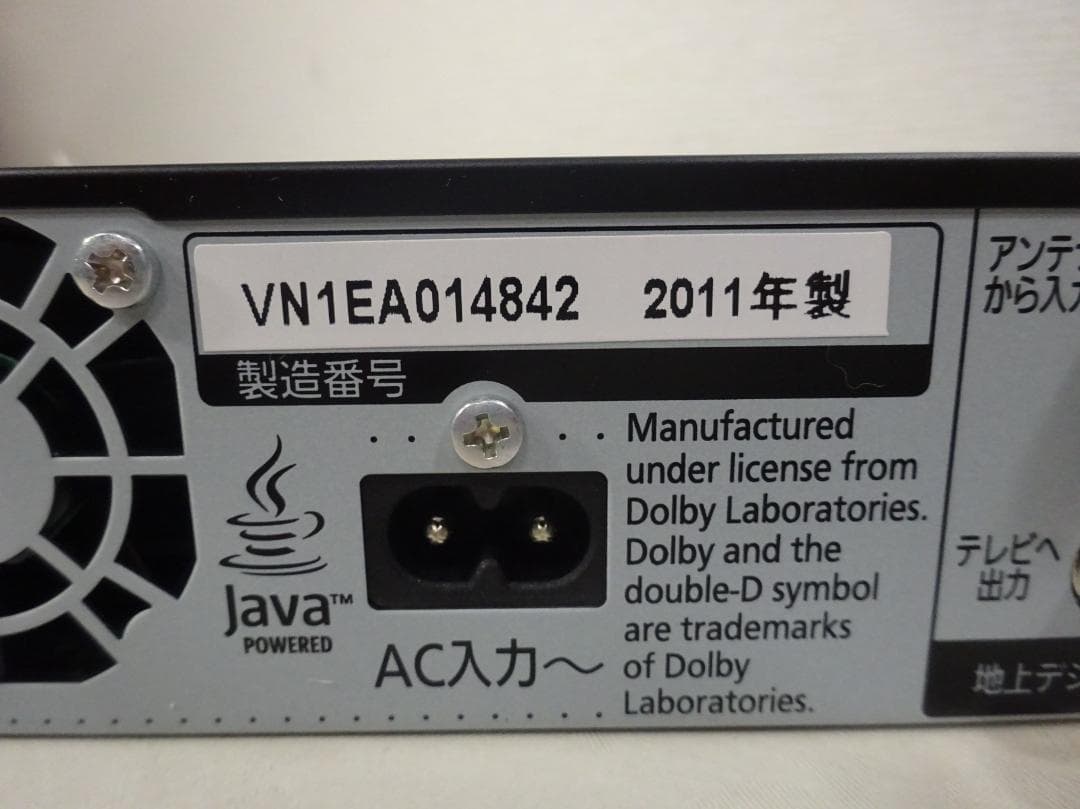 VN1EA014842 2011年製
製造番号
Java™
POWERED
AC入力～
Manufactured
under license from
Dolby Laboratories.
Dolby and the
double-D symbol
are trademarks
of Dolby
Laboratories.
アンテナ
から入力
テレビへ
出力
地上デジ